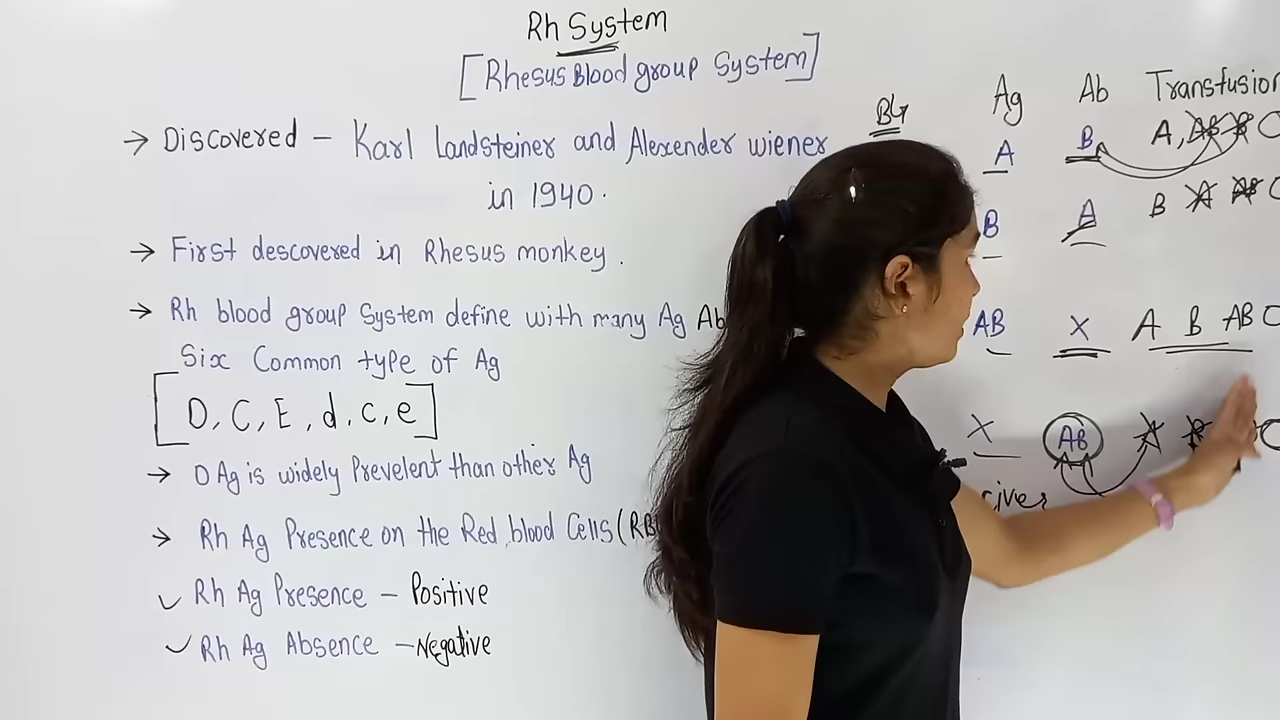 Rh System
[Rhesus Blood group System]
→ Discovered – Karl Landsteiner and Alexender wiener
in 1940.
→ First descovered in Rhesus monkey.
→ Rh blood group System define with many Ag Ab
Six Common type of Ag
[D, C, E, d, c, e]
→ D Ag is widely Prevelent than other Ag
→ Rh Ag Presence on the Red blood Cells (RB
✓ Rh Ag Presence – Positive
✓ Rh Ag Absence – Negative
BG Ag Ab Transfusion
A B A, AB B O
B A B A AB O
AB X A B AB O
X AB A B O